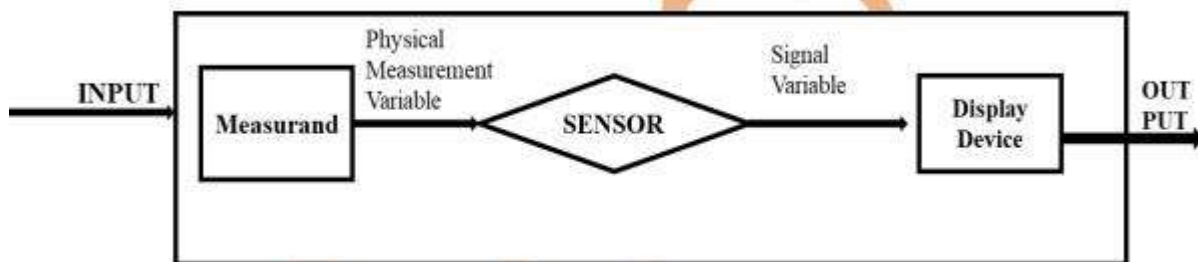 INPUT
Measurand
Physical
Measurement
Variable
SENSOR
Signal
Variable
Display
Device
OUT
PUT